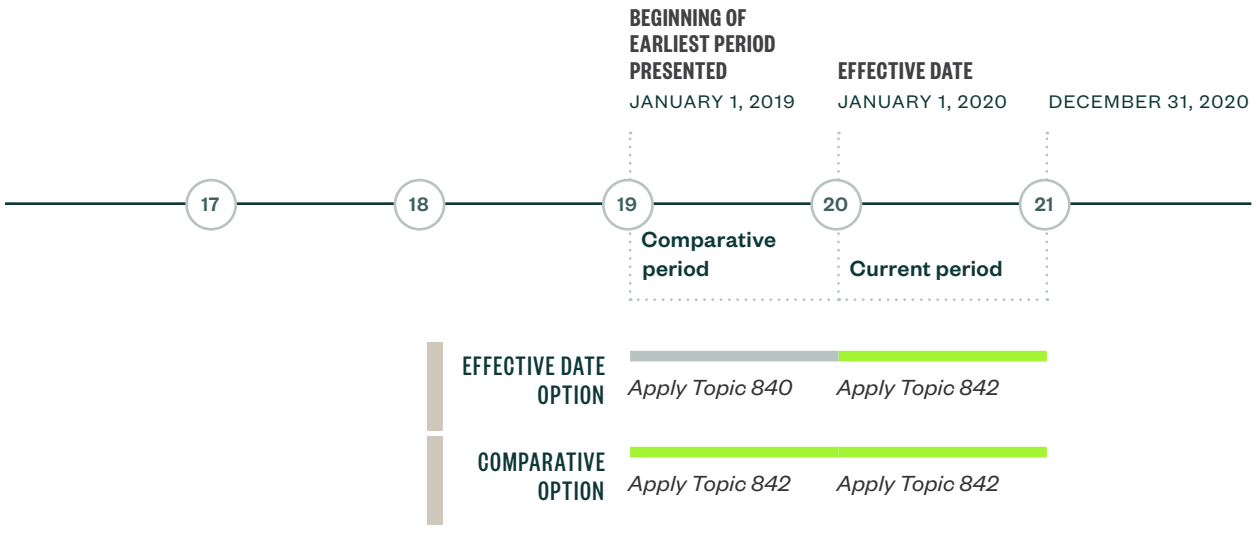 BEGINNING OF
EARLIEST PERIOD
PRESENTED
JANUARY 1, 2019
EFFECTIVE DATE
JANUARY 1, 2020
DECEMBER 31, 2020
17
18
19
20
21
Comparative
period
Current period
EFFECTIVE DATE
OPTION
Apply Topic 840
Apply Topic 842
COMPARATIVE
OPTION
Apply Topic 842
Apply Topic 842